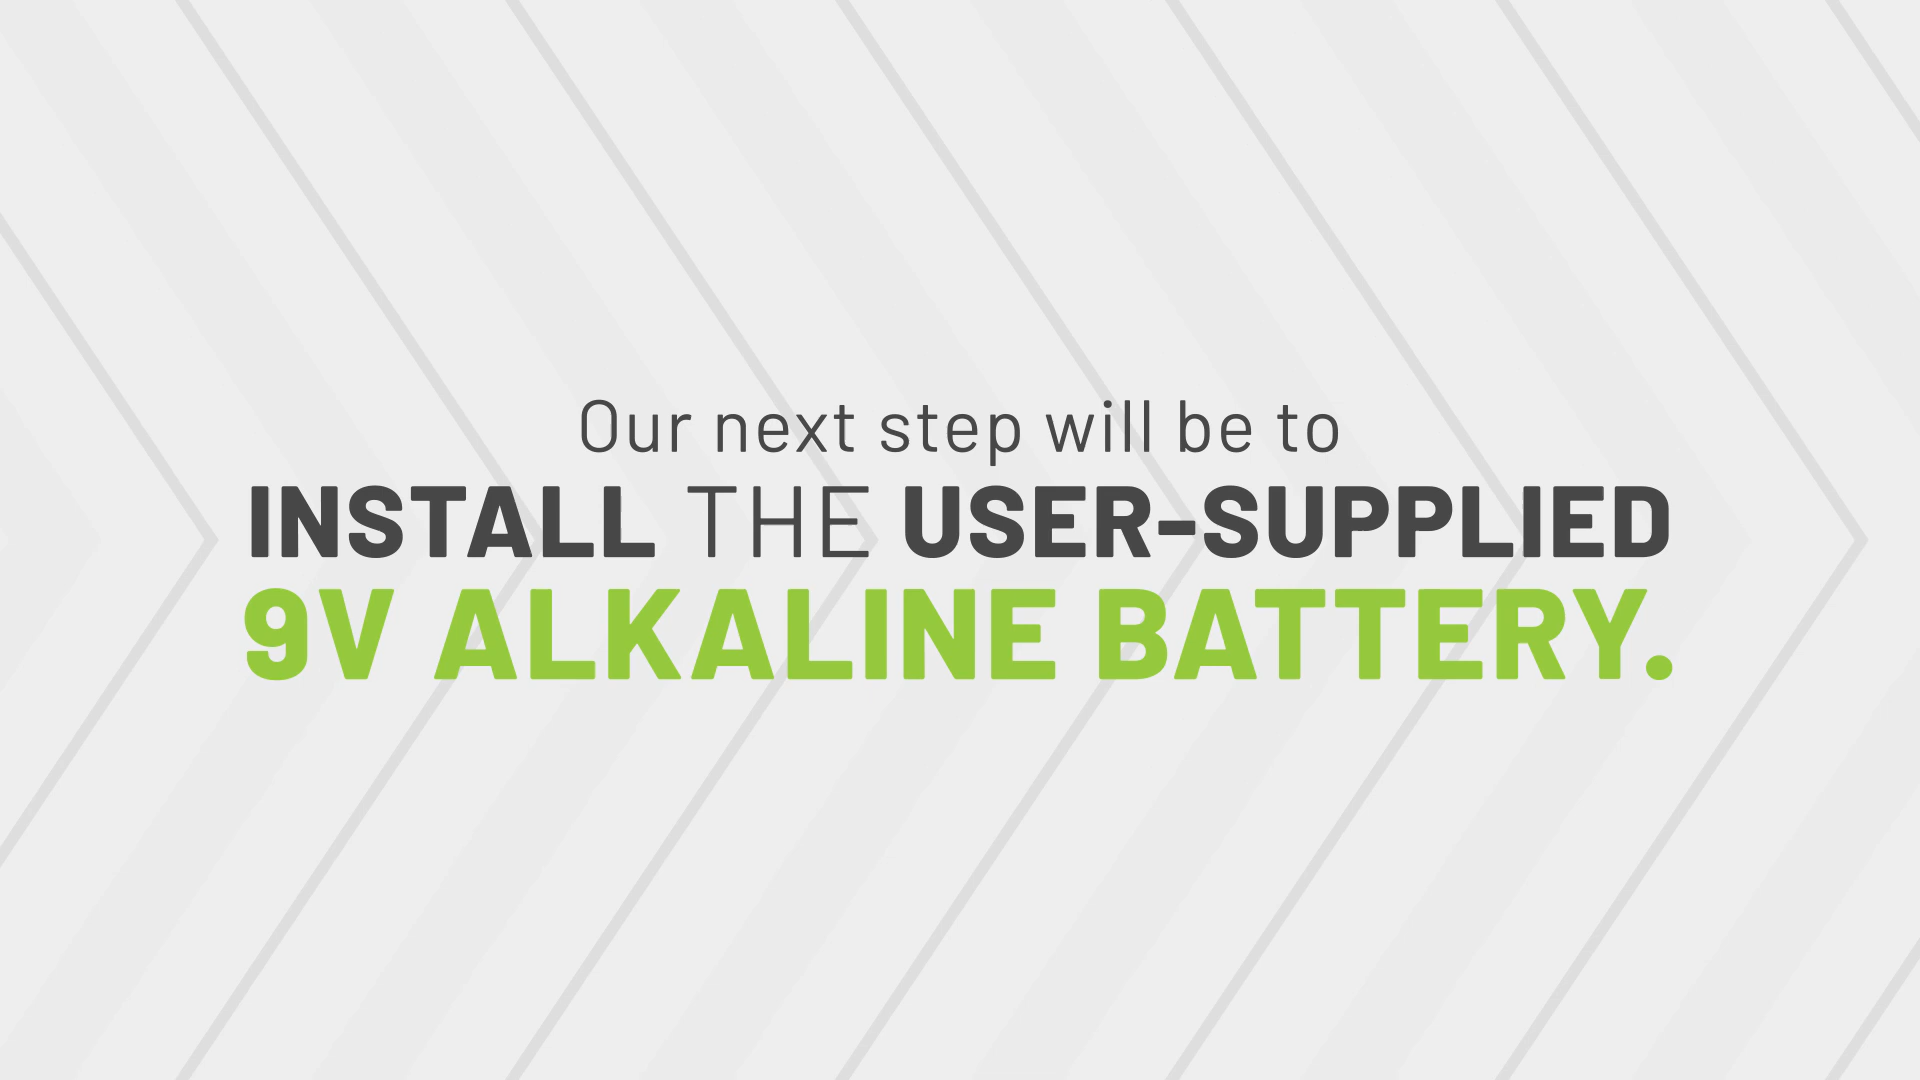 Our next step will be to
INSTALL THE USER-SUPPLIED
9V ALKALINE BATTERY.